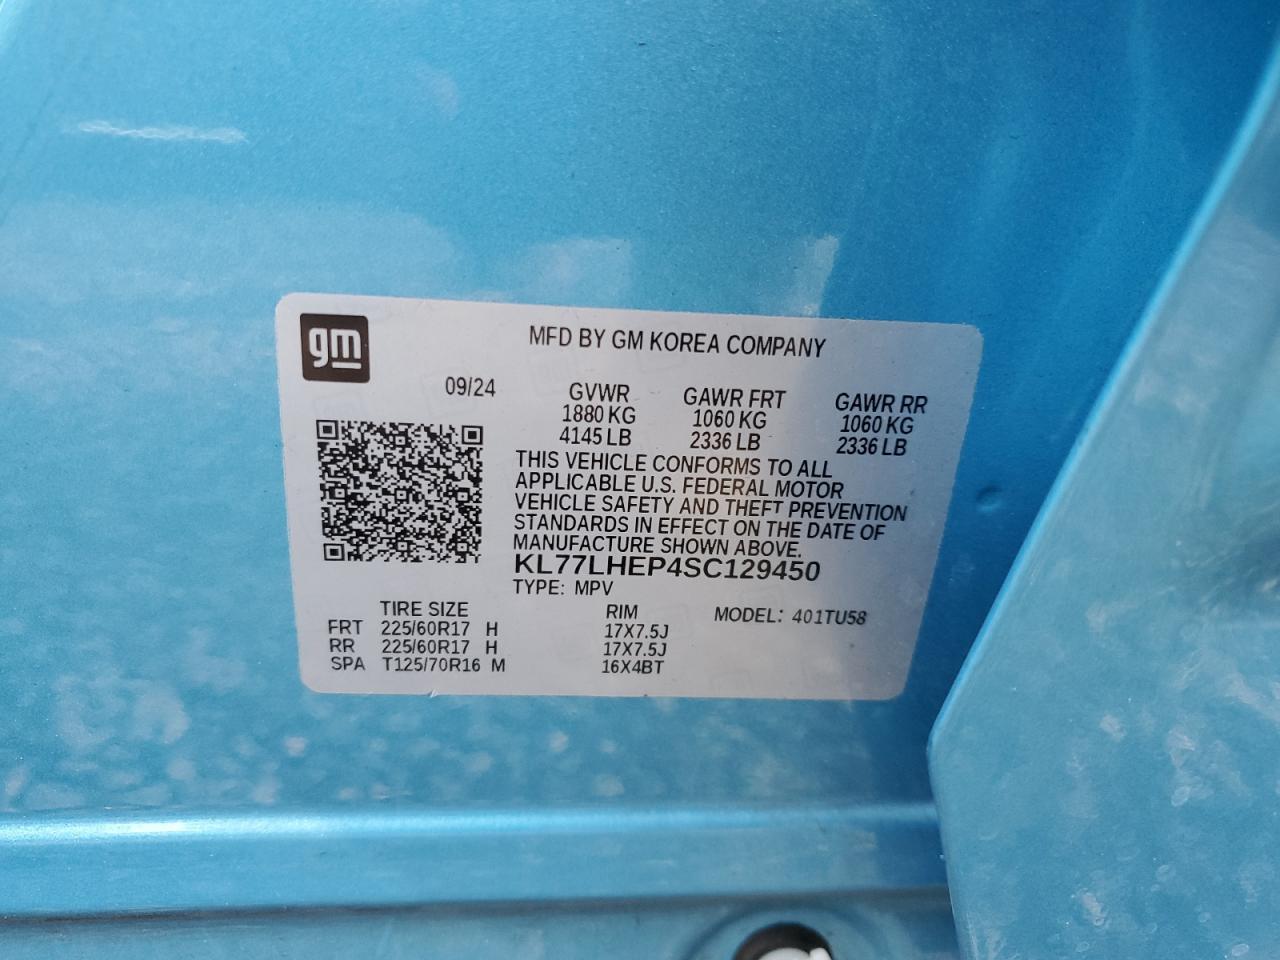 gm
MFD BY GM KOREA COMPANY
09/24 GVWR GAWR FRT GAWR RR
1880 KG 1060 KG 1060 KG
4145 LB 2336 LB 2336 LB
THIS VEHICLE CONFORMS TO ALL
APPLICABLE U.S. FEDERAL MOTOR
VEHICLE SAFETY AND THEFT PREVENTION
STANDARDS IN EFFECT ON THE DATE OF
MANUFACTURE SHOWN ABOVE.
KL77LHEP4SC129450
TYPE: MPV
TIRE SIZE RIM MODEL: 401TU58
FRT 225/60R17 H 17X7.5J
RR 225/60R17 H 17X7.5J
SPA T125/70R16 M 16X4BT